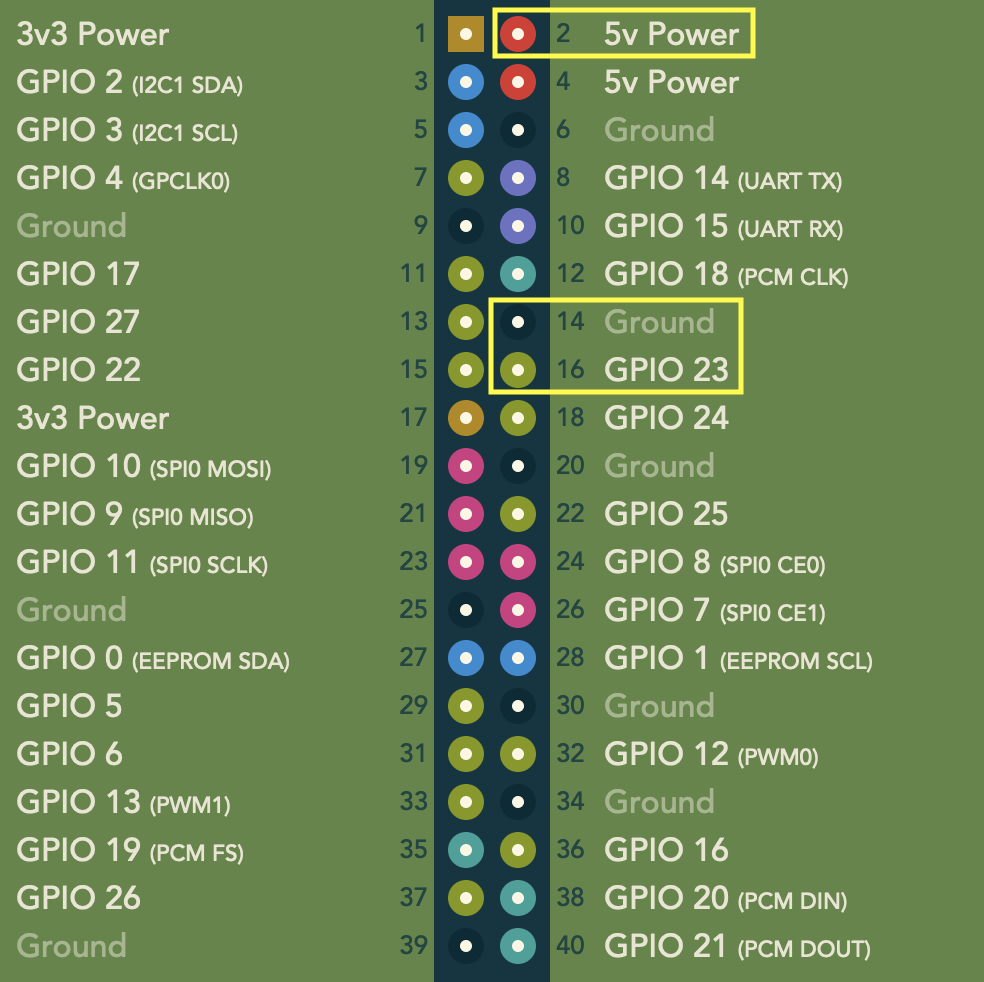 3v3 Power 1 2 5v Power
GPIO 2 (I2C1 SDA) 3 4 5v Power
GPIO 3 (I2C1 SCL) 5 6 Ground
GPIO 4 (GPCLK0) 7 8 GPIO 14 (UART TX)
Ground 9 10 GPIO 15 (UART RX)
GPIO 17 11 12 GPIO 18 (PCM CLK)
GPIO 27 13 14 Ground
GPIO 22 15 16 GPIO 23
3v3 Power 17 18 GPIO 24
GPIO 10 (SPI0 MOSI) 19 20 Ground
GPIO 9 (SPI0 MISO) 21 22 GPIO 25
GPIO 11 (SPI0 SCLK) 23 24 GPIO 8 (SPI0 CE0)
Ground 25 26 GPIO 7 (SPI0 CE1)
GPIO 0 (EEPROM SDA) 27 28 GPIO 1 (EEPROM SCL)
GPIO 5 29 30 Ground
GPIO 6 31 32 GPIO 12 (PWM0)
GPIO 13 (PWM1) 33 34 Ground
GPIO 19 (PCM FS) 35 36 GPIO 16
GPIO 26 37 38 GPIO 20 (PCM DIN)
Ground 39 40 GPIO 21 (PCM DOUT)